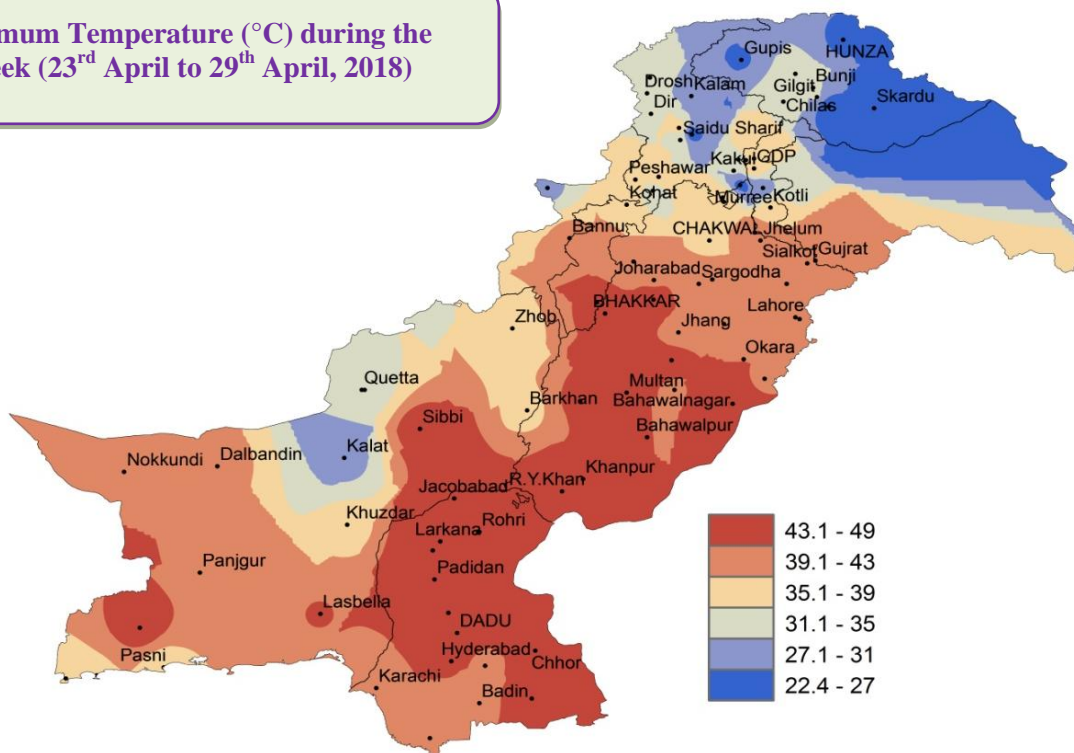 mum Temperature (°C) during the
eek (23rd April to 29th April, 2018)
Gupis
HUNZA
Drosh
Kalam
Gilgit
Bunji
Dir
Chilas
Skardu
Saidu Sharif
Kakul
GDP
Peshawar
Kohat
Murree
Kotli
Bannu
CHAKWAL
Jhelum
Sialkot
Gujrat
Joharabad
Sargodha
BHAKKAR
Lahore
Zhob
Jhang
Okara
Quetta
Multan
Barkhan
Bahawalnagar
Sibbi
Bahawalpur
Nokkundi
Dalbandin
Kalat
Khanpur
R.Y.Khan
Jacobabad
Khuzdar
Rohri
Larkana
Panjgur
Padidan
Lasbella
DADU
Pasni
Hyderabad
Chhor
Karachi
Badin
43.1 - 49
39.1 - 43
35.1 - 39
31.1 - 35
27.1 - 31
22.4 - 27